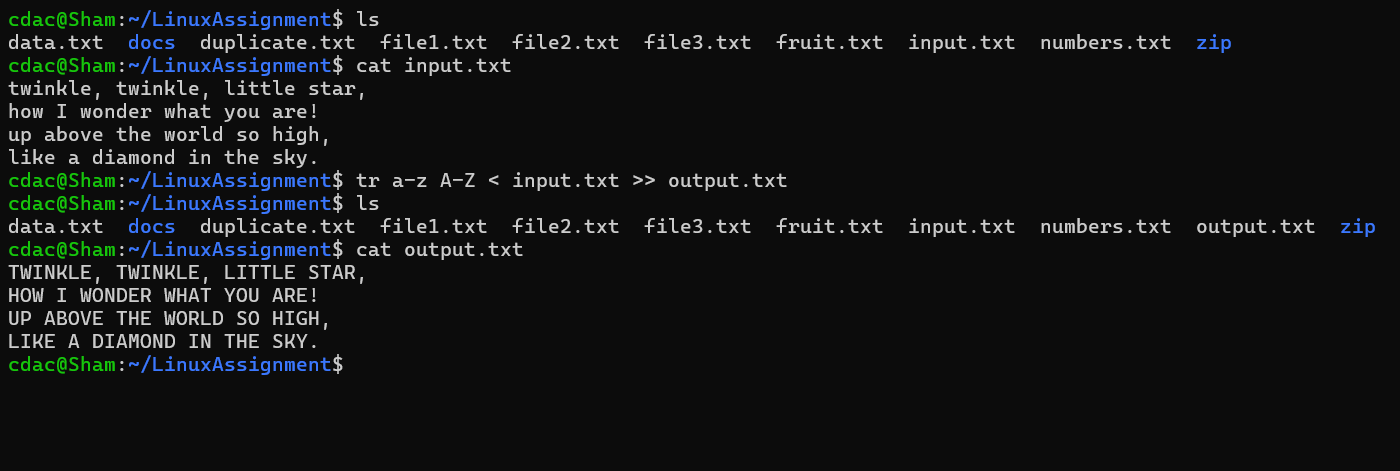 cdac@Sham:~/LinuxAssignment$ ls
data.txt  docs  duplicate.txt  file1.txt  file2.txt  file3.txt  fruit.txt  input.txt  numbers.txt  zip
cdac@Sham:~/LinuxAssignment$ cat input.txt
twinkle, twinkle, little star,
how I wonder what you are!
up above the world so high,
like a diamond in the sky.
cdac@Sham:~/LinuxAssignment$ tr a-z A-Z < input.txt >> output.txt
cdac@Sham:~/LinuxAssignment$ ls
data.txt  docs  duplicate.txt  file1.txt  file2.txt  file3.txt  fruit.txt  input.txt  numbers.txt  output.txt  zip
cdac@Sham:~/LinuxAssignment$ cat output.txt
TWINKLE, TWINKLE, LITTLE STAR,
HOW I WONDER WHAT YOU ARE!
UP ABOVE THE WORLD SO HIGH,
LIKE A DIAMOND IN THE SKY.
cdac@Sham:~/LinuxAssignment$